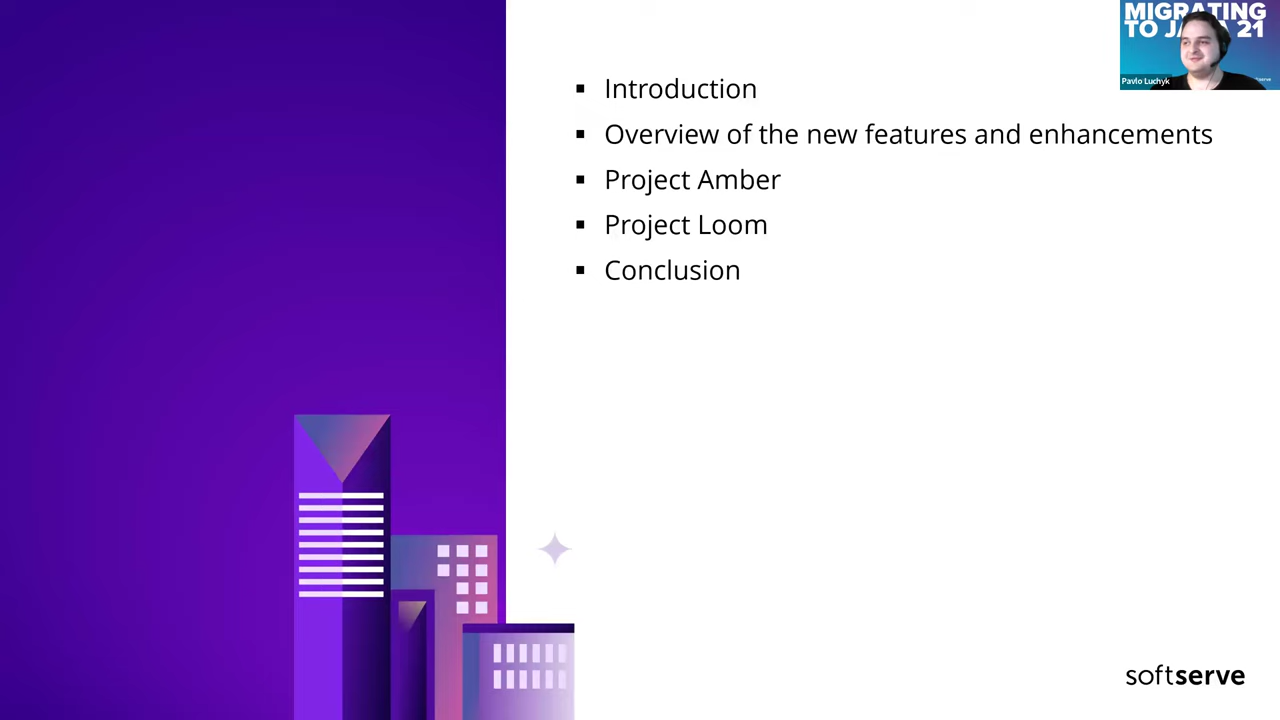 MIGRATING
TO JAVA 21
Pavlo Luchyk
Introduction
Overview of the new features and enhancements
Project Amber
Project Loom
Conclusion
softserve